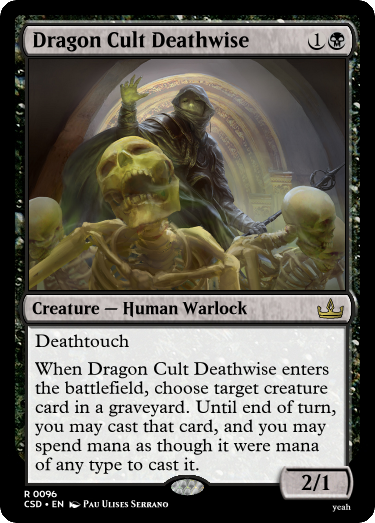 Dragon Cult Deathwise 1
Creature — Human Warlock
Deathtouch
When Dragon Cult Deathwise enters
the battlefield, choose target creature
card in a graveyard. Until end of turn,
you may cast that card, and you may
spend mana as though it were mana
of any type to cast it.
2/1
R 0096
CSD • EN Pau Ulises Serrano
yeah